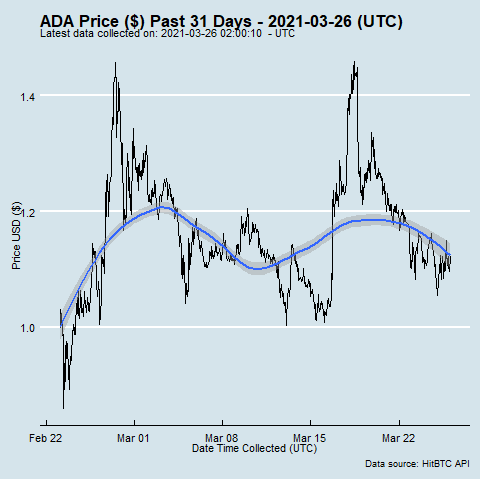 ADA Price ($) Past 31 Days - 2021-03-26 (UTC)
Latest data collected on: 2021-03-26 02:00:10  - UTC
1.4
1.2
1.0
Price USD ($)
Feb 22
Mar 01
Mar 08
Mar 15
Mar 22
Date Time Collected (UTC)
Data source: HitBTC API